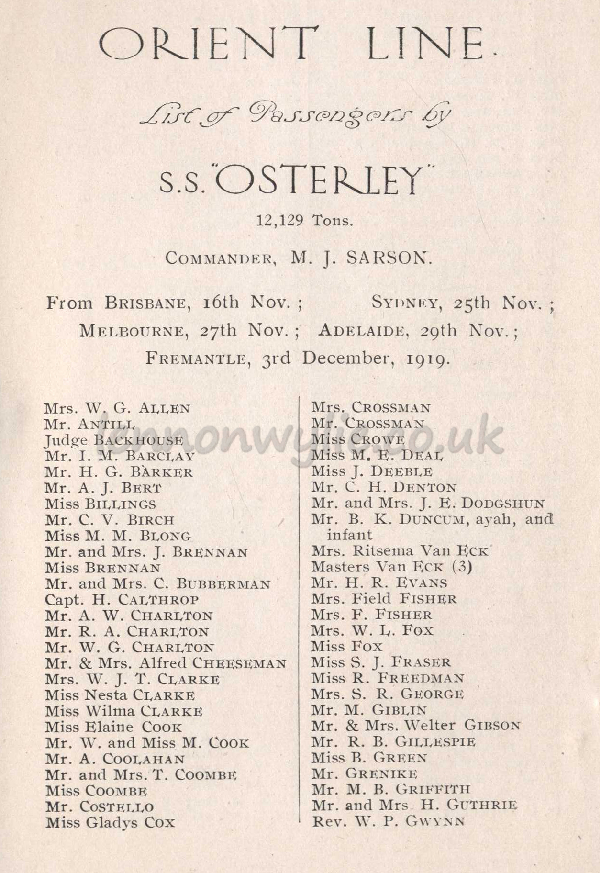 ORIENT LINE.
List of Passengers by
S.S. "OSTERLEY"
12,129 Tons.
COMMANDER, M. J. SARSON.
From BRISBANE, 16th Nov.; SYDNEY, 25th Nov.;
MELBOURNE, 27th Nov.; ADELAIDE, 29th Nov.;
FREMANTLE, 3rd December, 1919.
Mrs. W. G. ALLEN
Mr. ANTILL
Judge BACKHOUSE
Mr. I. M. BARCLAY
Mr. H. G. BARKER
Mr. A. J. BERT
Miss BILLINGS
Mr. C. V. BIRCH
Miss M. M. BLONG
Mr. and Mrs. J. BRENNAN
Miss BRENNAN
Mr. and Mrs. C. BUBBERMAN
Capt. H. CALTHROP
Mr. A. W. CHARLTON
Mr. R. A. CHARLTON
Mr. W. G. CHARLTON
Mr. & Mrs. Alfred CHEESEMAN
Mrs. W. J. T. CLARKE
Miss Nesta CLARKE
Miss Wilma CLARKE
Miss Elaine COOK
Mr. W. and Miss M. COOK
Mr. A. COOLAHAN
Mr. and Mrs. T. COOMBE
Miss COOMBE
Mr. COSTELLO
Miss Gladys COX
Mrs. CROSSMAN
Mr. CROSSMAN
Miss CROWE
Miss M. E. DEAL
Miss J. DEEBLE
Mr. C. H. DENTON
Mr. and Mrs. J. E. DODGSHUN
Mr. B. K. DUNCUM, ayah, and
infant
Mrs. Ritsema Van ECK
Masters Van ECK (3)
Mr. H. R. EVANS
Mrs. Field FISHER
Mrs. F. FISHER
Mrs. W. L. FOX
Miss FOX
Miss S. J. FRASER
Miss R. FREEDMAN
Mrs. S. R. GEORGE
Mr. M. GIBLIN
Mr. & Mrs. Welter GIBSON
Mr. R. B. GILLESPIE
Miss B. GREEN
Mr. GRENIKE
Mr. M. B. GRIFFITH
Mr. and Mrs. H. GUTHRIE
Rev. W. P. GWYNN
lennonwylie.co.uk